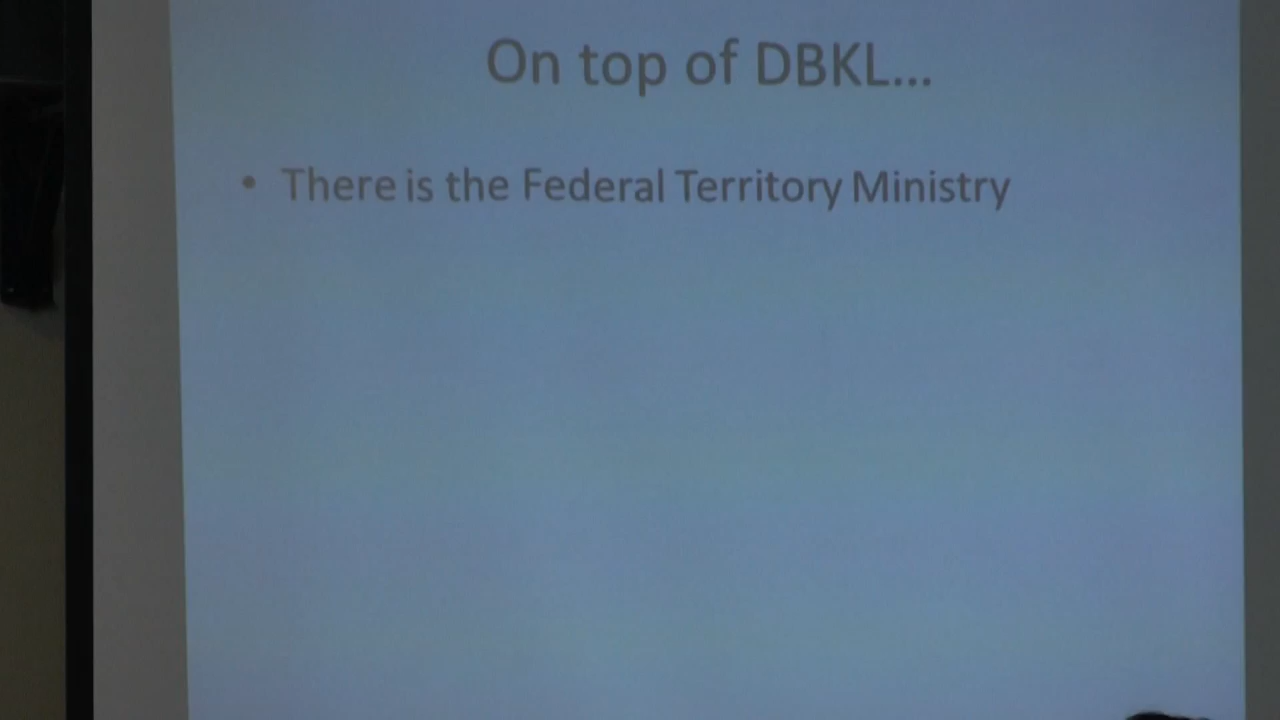 On top of DBKL...
• There is the Federal Territory Ministry